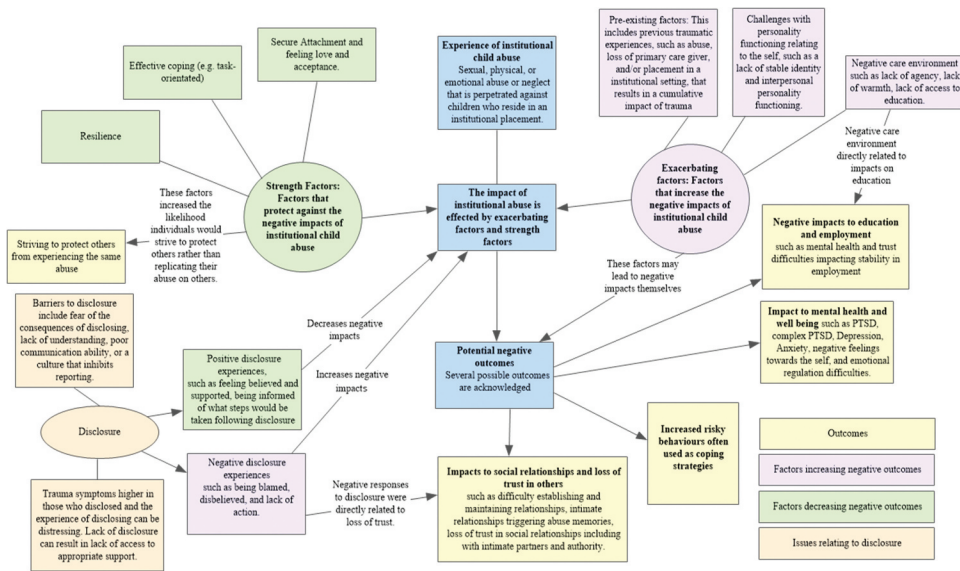 Secure Attachment and
feeling love and
acceptance.
Effective coping (e.g. task-
orientated)
Resilience
Experience of institutional
child abuse
Sexual, physical, or
emotional abuse or neglect
that is perpetrated against
children who reside in an
institutional placement.
Pre-existing factors: This
includes previous traumatic
experiences, such as abuse,
loss of primary care giver,
and/or placement in a
institutional setting, that
results in a cumulative
impact of trauma
Challenges with
personality
functioning relating to
the self, such as a
lack of stable identity
and interpersonal
personality
functioning.
Negative care environment
such as lack of agency, lack
of warmth, lack of access to
education.
Negative care
environment
directly related to
impacts on
education
Strength Factors:
Factors that
protect against the
negative impacts of
institutional child
abuse
These factors
increased the
likelihood
individuals would
strive to protect
others rather than
replicating their
abuse on others.
Striving to protect others
from experiencing the same
abuse
The impact of
institutional abuse is
effected by exacerbating
factors and strength
factors
Exacerbating
factors: Factors
that increase the
negative impacts of
institutional child
abuse
These factors may
lead to negative
impacts themselves
Negative impacts to education
and employment
such as mental health and trust
difficulties impacting stability in
employment
Barriers to disclosure
include fear of the
consequences of disclosing,
lack of understanding, poor
communication ability, or a
culture that inhibits
reporting.
Decreases negative
impacts
Increases negative
impacts
Positive disclosure
experiences,
such as feeling believed and
supported, being informed
of what steps would be
taken following disclosure
Potential negative
outcomes
Several possible outcomes
are acknowledged
Impact to mental health and
well being such as PTSD,
complex PTSD, Depression,
Anxiety, negative feelings
towards the self, and emotional
regulation difficulties.
Disclosure
Negative disclosure
experiences
such as being blamed,
disbelieved, and lack of
action.
Trauma symptoms higher in
those who disclosed and the
experience of disclosing can be
distressing. Lack of disclosure
can result in lack of access to
appropriate support.
Negative responses
to disclosure were
directly related to
loss of trust.
Impacts to social relationships and loss of
trust in others
such as difficulty establishing and
maintaining relationships, intimate
relationships triggering abuse memories,
loss of trust in social relationships including
with intimate partners and authority.
Increased risky
behaviours often
used as coping
strategies
Outcomes
Factors increasing negative outcomes
Factors decreasing negative outcomes
Issues relating to disclosure